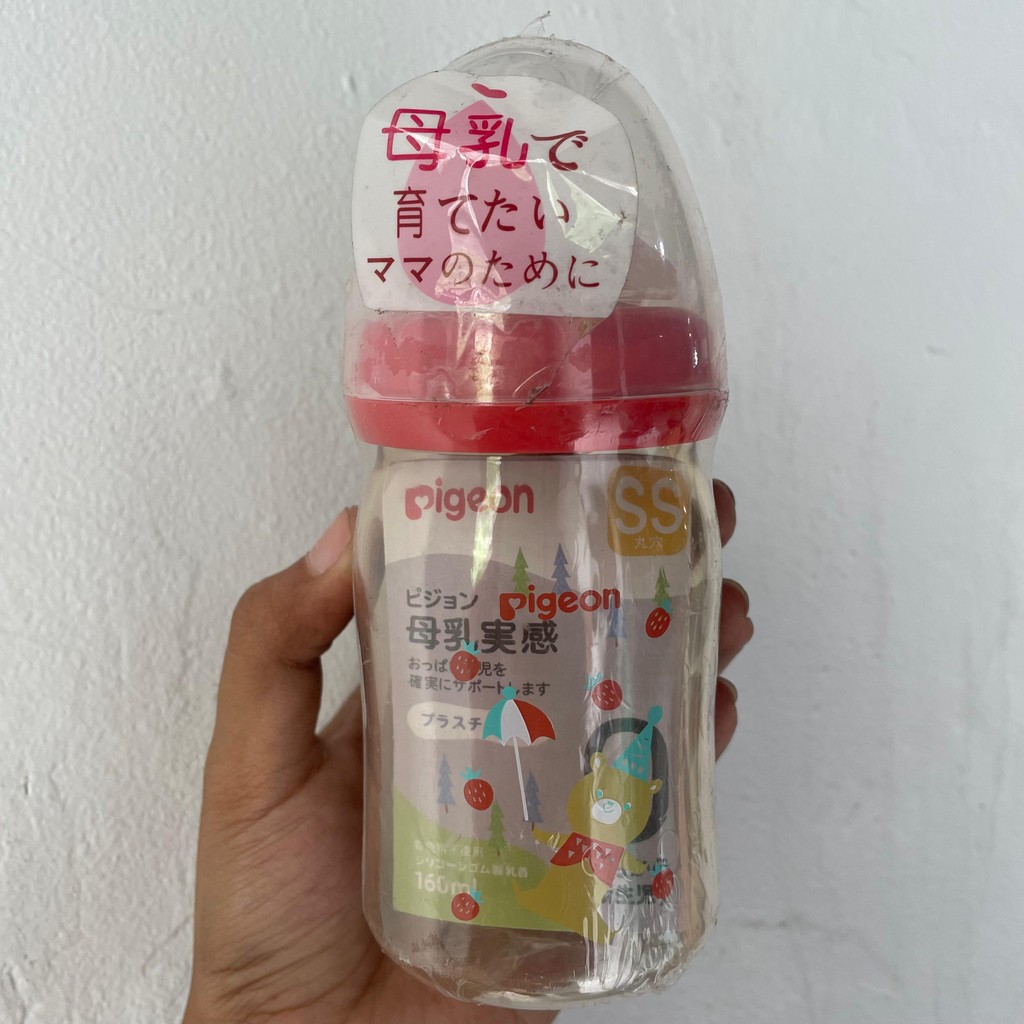 母乳で
育てたい
ママのために
pigeon
SS
丸穴
ピジョン
pigeon
母乳実感
おっぱ 児を
確実にサポートします
プラスチ
シリコーンゴム製乳首
160ml
生児